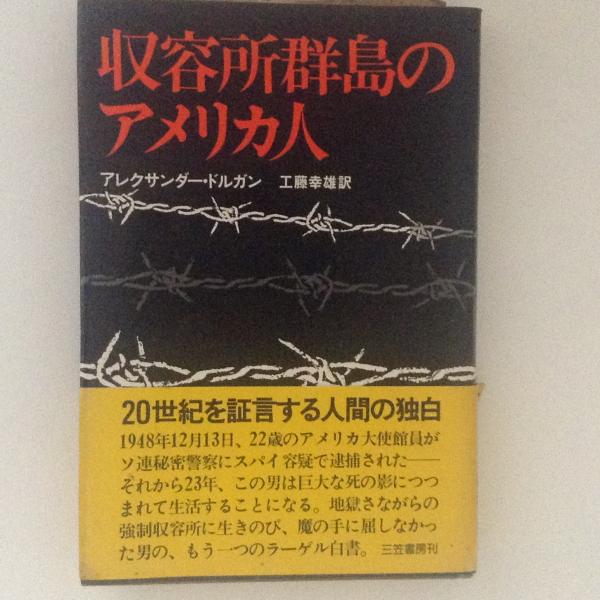 収容所群島の
アメリカ人
アレクサンダー・ドルガン 工藤幸雄訳
20世紀を証言する人間の独白
1948年12月13日、22歳のアメリカ大使館員が
ソ連秘密警察にスパイ容疑で逮捕された──
それから23年、この男は巨大な死の影につつ
まれて生活することになる。地獄さながらの
強制収容所に生きのび、魔の手に屈しなかっ
た男の、もう一つのラーゲル白書。 三笠書房刊